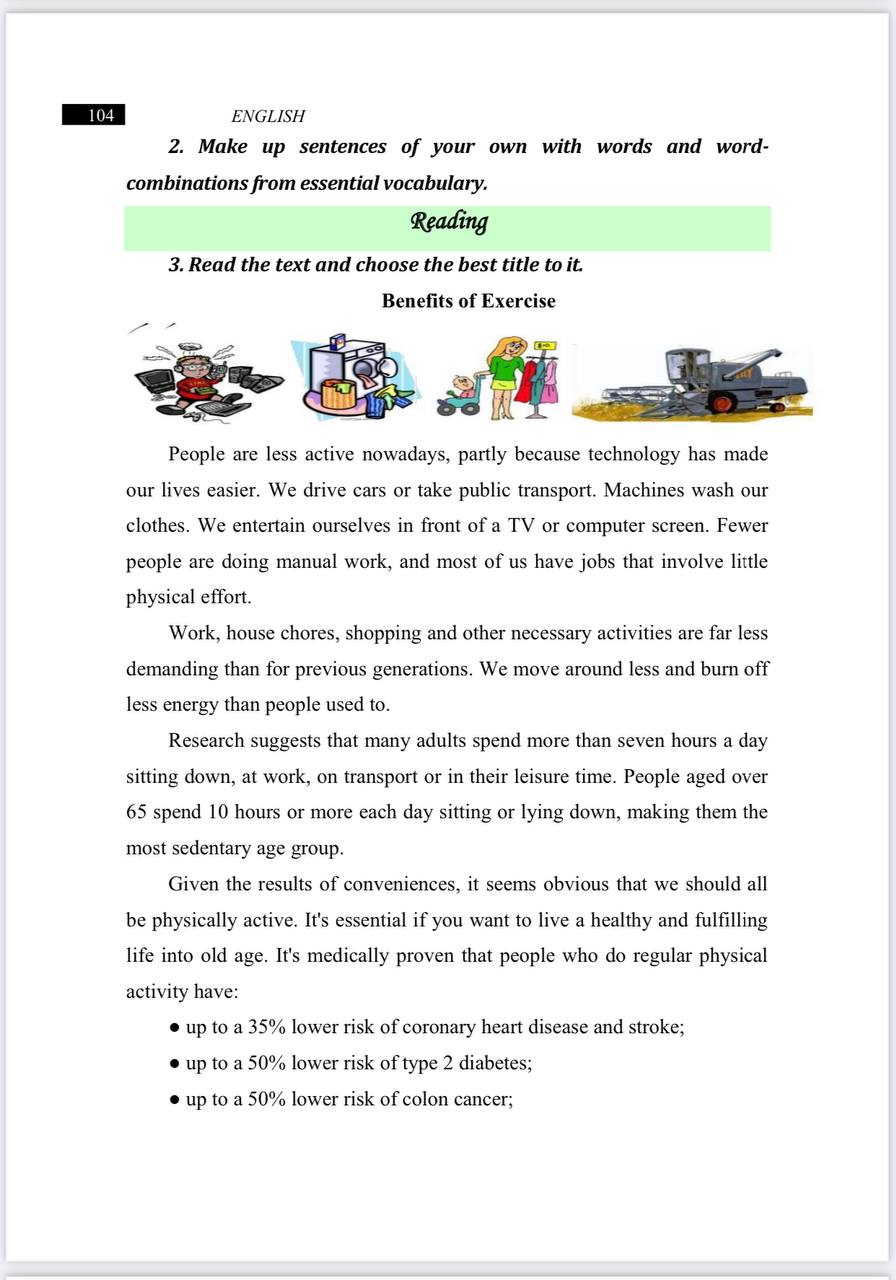 104
ENGLISH
2. Make up sentences of your own with words and word-
combinations from essential vocabulary.
Reading
3. Read the text and choose the best title to it.
Benefits of Exercise
People are less active nowadays, partly because technology has made
our lives easier. We drive cars or take public transport. Machines wash our
clothes. We entertain ourselves in front of a TV or computer screen. Fewer
people are doing manual work, and most of us have jobs that involve little
physical effort.
Work, house chores, shopping and other necessary activities are far less
demanding than for previous generations. We move around less and burn off
less energy than people used to.
Research suggests that many adults spend more than seven hours a day
sitting down, at work, on transport or in their leisure time. People aged over
65 spend 10 hours or more each day sitting or lying down, making them the
most sedentary age group.
Given the results of conveniences, it seems obvious that we should all
be physically active. It's essential if you want to live a healthy and fulfilling
life into old age. It's medically proven that people who do regular physical
activity have:
● up to a 35% lower risk of coronary heart disease and stroke;
● up to a 50% lower risk of type 2 diabetes;
● up to a 50% lower risk of colon cancer;